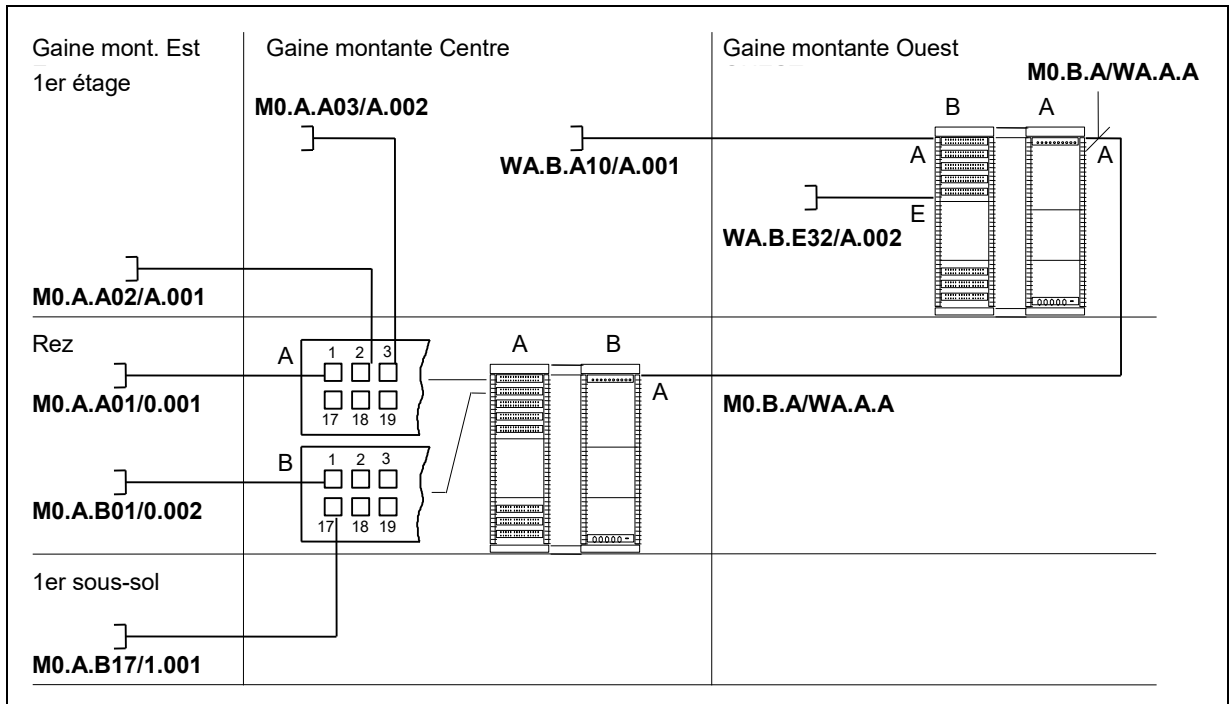 Gaine mont. Est
Gaine montante Centre
Gaine montante Ouest
1er étage
M0.B.A/WA.A.A
M0.A.A03/A.002
B A
WA.B.A10/A.001
A A
E
WA.B.E32/A.002
M0.A.A02/A.001
Rez
A
1 2 3
17 18 19
A B
A
M0.A.A01/0.001
M0.B.A/WA.A.A
B
1 2 3
17 18 19
M0.A.B01/0.002
1er sous-sol
M0.A.B17/1.001